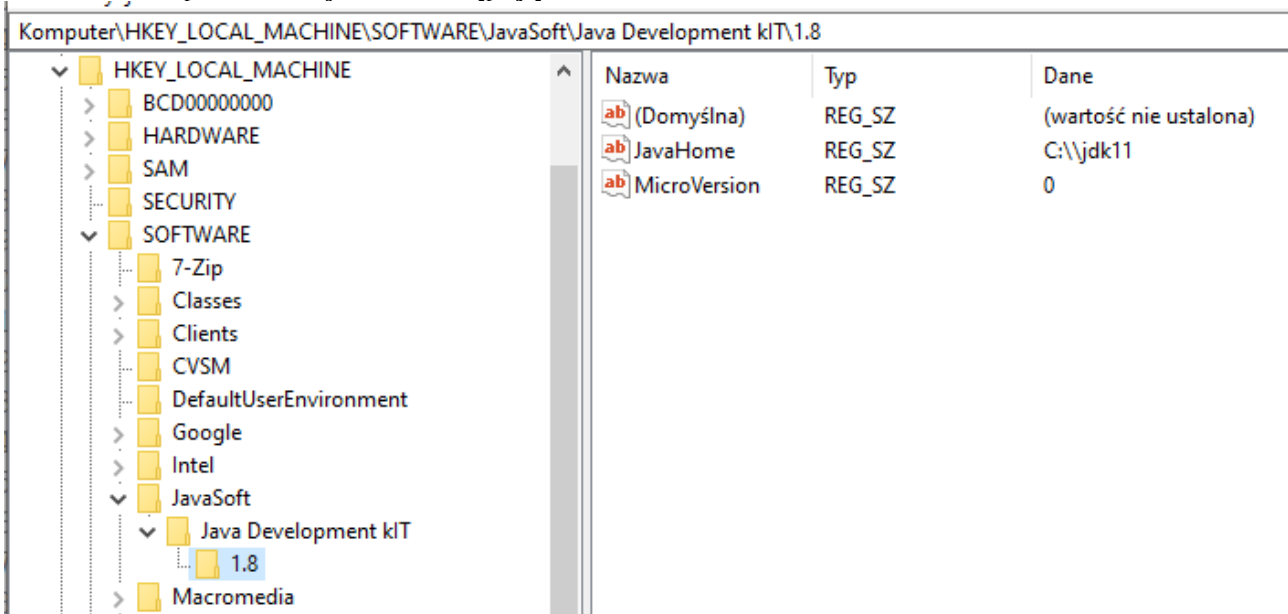 Komputer\HKEY_LOCAL_MACHINE\SOFTWARE\JavaSoft\Java Development kIT\1.8
HKEY_LOCAL_MACHINE
BCD00000000
HARDWARE
SAM
SECURITY
SOFTWARE
7-Zip
Classes
Clients
CVSM
DefaultUserEnvironment
Google
Intel
JavaSoft
Java Development kIT
1.8
Macromedia
Nazwa Typ Dane
(Domyślna) REG_SZ (wartość nie ustalona)
JavaHome REG_SZ C:\\jdk11
MicroVersion REG_SZ 0